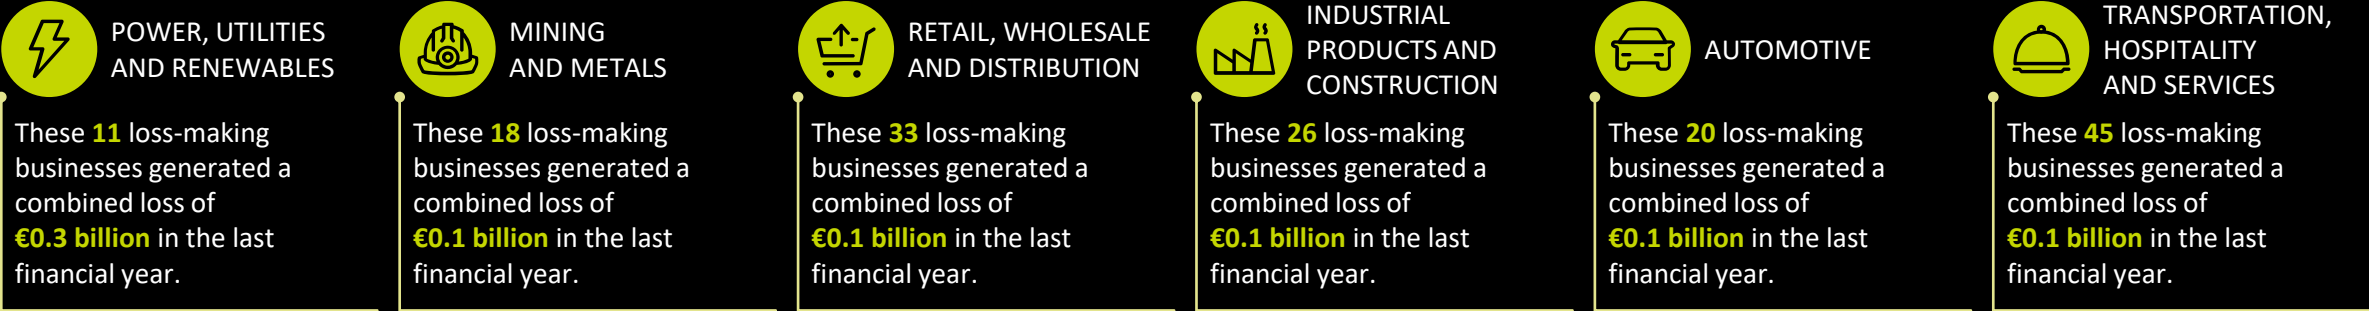 POWER, UTILITIES
AND RENEWABLES
These 11 loss-making
businesses generated a
combined loss of
€0.3 billion in the last
financial year.
MINING
AND METALS
These 18 loss-making
businesses generated a
combined loss of
€0.1 billion in the last
financial year.
RETAIL, WHOLESALE
AND DISTRIBUTION
These 33 loss-making
businesses generated a
combined loss of
€0.1 billion in the last
financial year.
INDUSTRIAL
PRODUCTS AND
CONSTRUCTION
These 26 loss-making
businesses generated a
combined loss of
€0.1 billion in the last
financial year.
AUTOMOTIVE
These 20 loss-making
businesses generated a
combined loss of
€0.1 billion in the last
financial year.
TRANSPORTATION,
HOSPITALITY
AND SERVICES
These 45 loss-making
businesses generated a
combined loss of
€0.1 billion in the last
financial year.